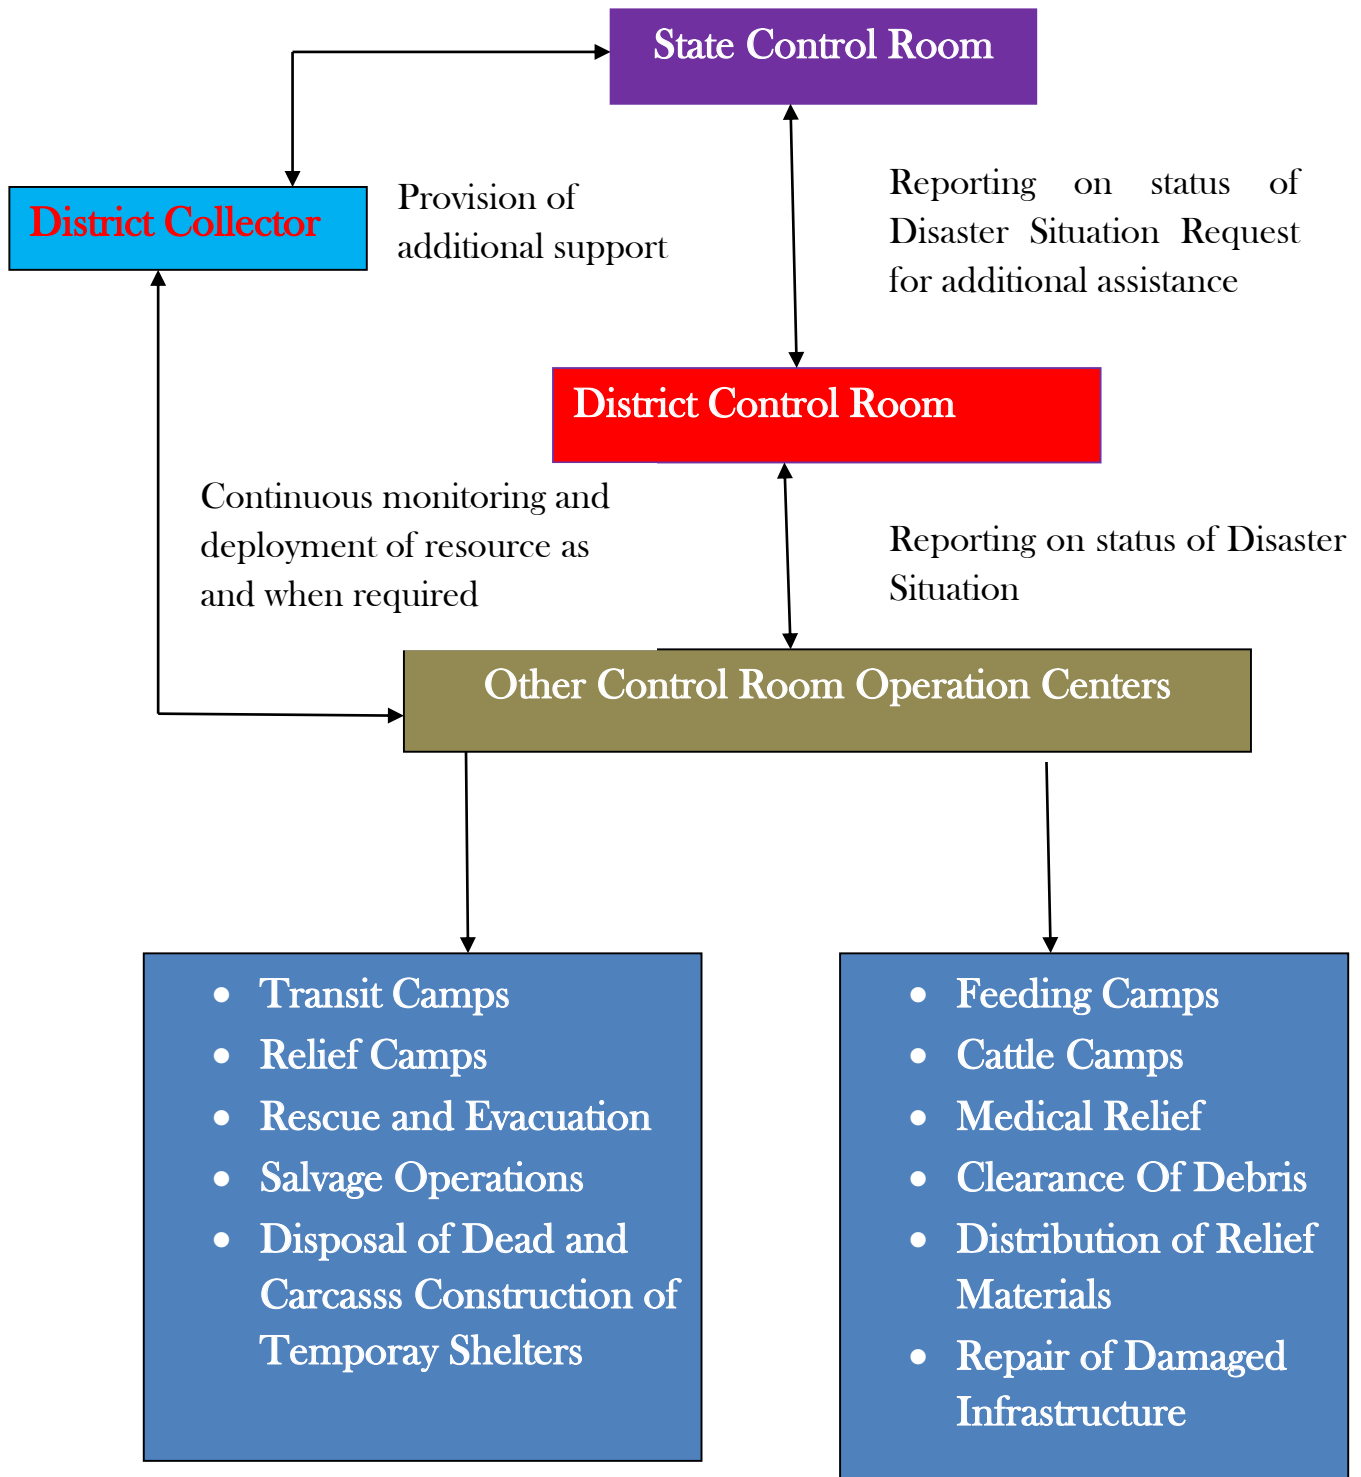 State Control Room
District Collector
Provision of
additional support
Reporting on status of
Disaster Situation Request
for additional assistance
District Control Room
Continuous monitoring and
deployment of resource as
and when required
Reporting on status of Disaster
Situation
Other Control Room Operation Centers
• Transit Camps
• Relief Camps
• Rescue and Evacuation
• Salvage Operations
• Disposal of Dead and
Carcasss Construction of
Temporay Shelters
• Feeding Camps
• Cattle Camps
• Medical Relief
• Clearance Of Debris
• Distribution of Relief
Materials
• Repair of Damaged
Infrastructure